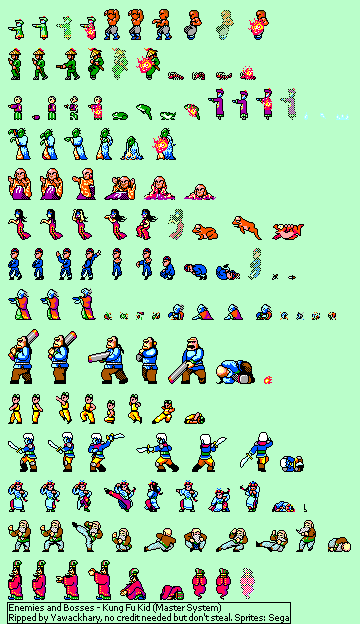 Enemies and Bosses - Kung Fu Kid (Master System)
Ripped by Yawackhary, no credit needed but don't steal. Sprites: Sega